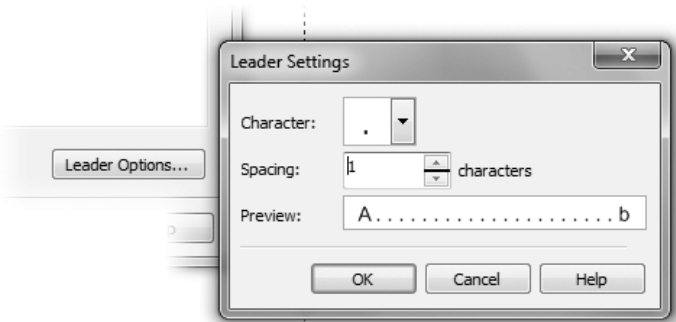 Leader Settings
X
Character: .
Leader Options...
Spacing: 1 characters
Preview: A.....................b
p
OK Cancel Help